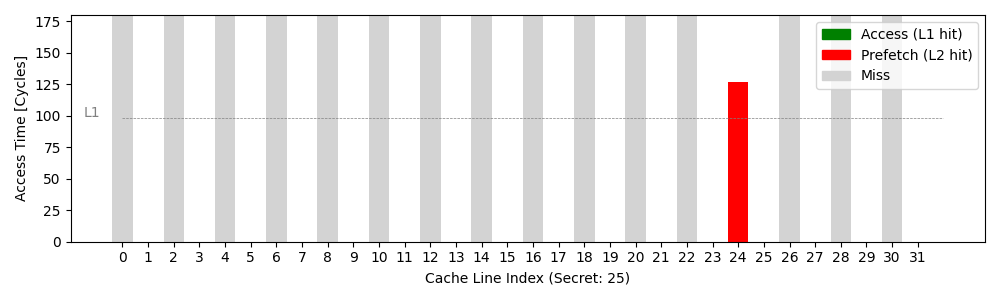 175
150
125
100
75
50
25
0
Access Time [Cycles]
L1
Access (L1 hit)
Prefetch (L2 hit)
Miss
0 1 2 3 4 5 6 7 8 9 10 11 12 13 14 15 16 17 18 19 20 21 22 23 24 25 26 27 28 29 30 31
Cache Line Index (Secret: 25)